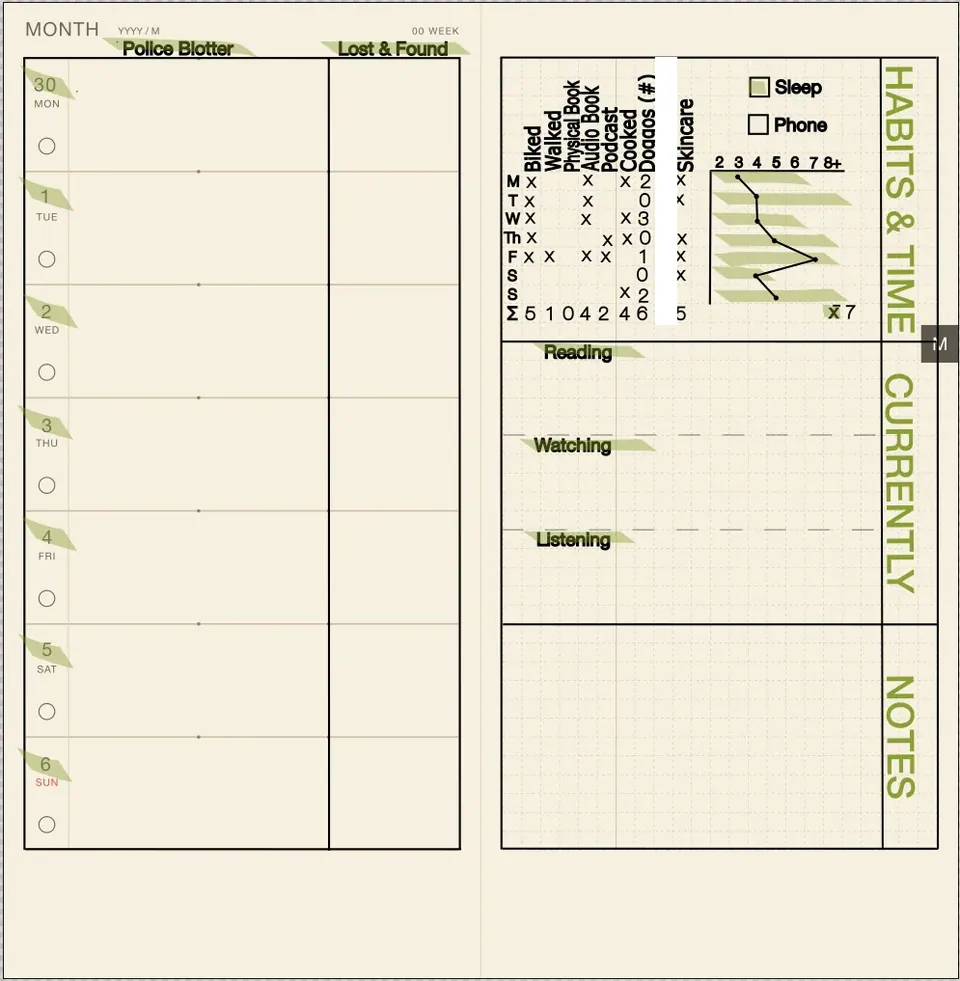 MONTH YYYY / M 00 WEEK
Police Blotter Lost & Found
30
MON
1
TUE
2
WED
3
THU
4
FRI
5
SAT
6
SUN
Biked
Walked
Physical Book
Audio Book
Podcast
Cooked
Doggos (#)
Skincare
M X X X 2 X
T X X 0 X
W X X X 3
Th X X X 0 X
F X X X X 1 X
S 0 X
S X 2
Σ 5 1 0 4 2 4 6 5
Sleep
Phone
2 3 4 5 6 7 8+
x̄ 7
HABITS & TIME
M
Reading
Watching
Listening
CURRENTLY
NOTES